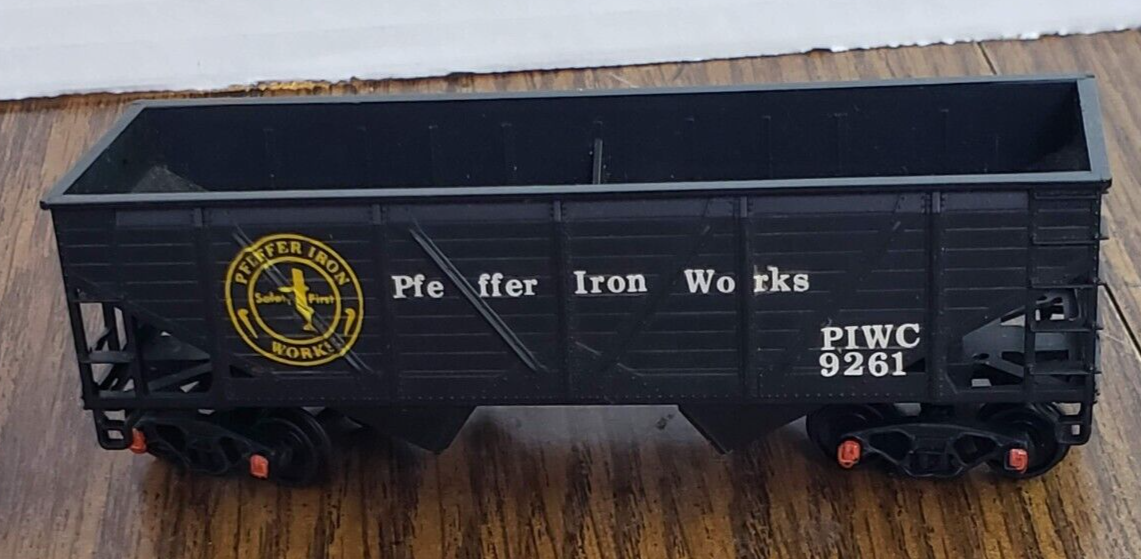 PFEFFER IRON
Safety First
WORKS
Pfe ffer Iron Wo rks
PIWC
9261